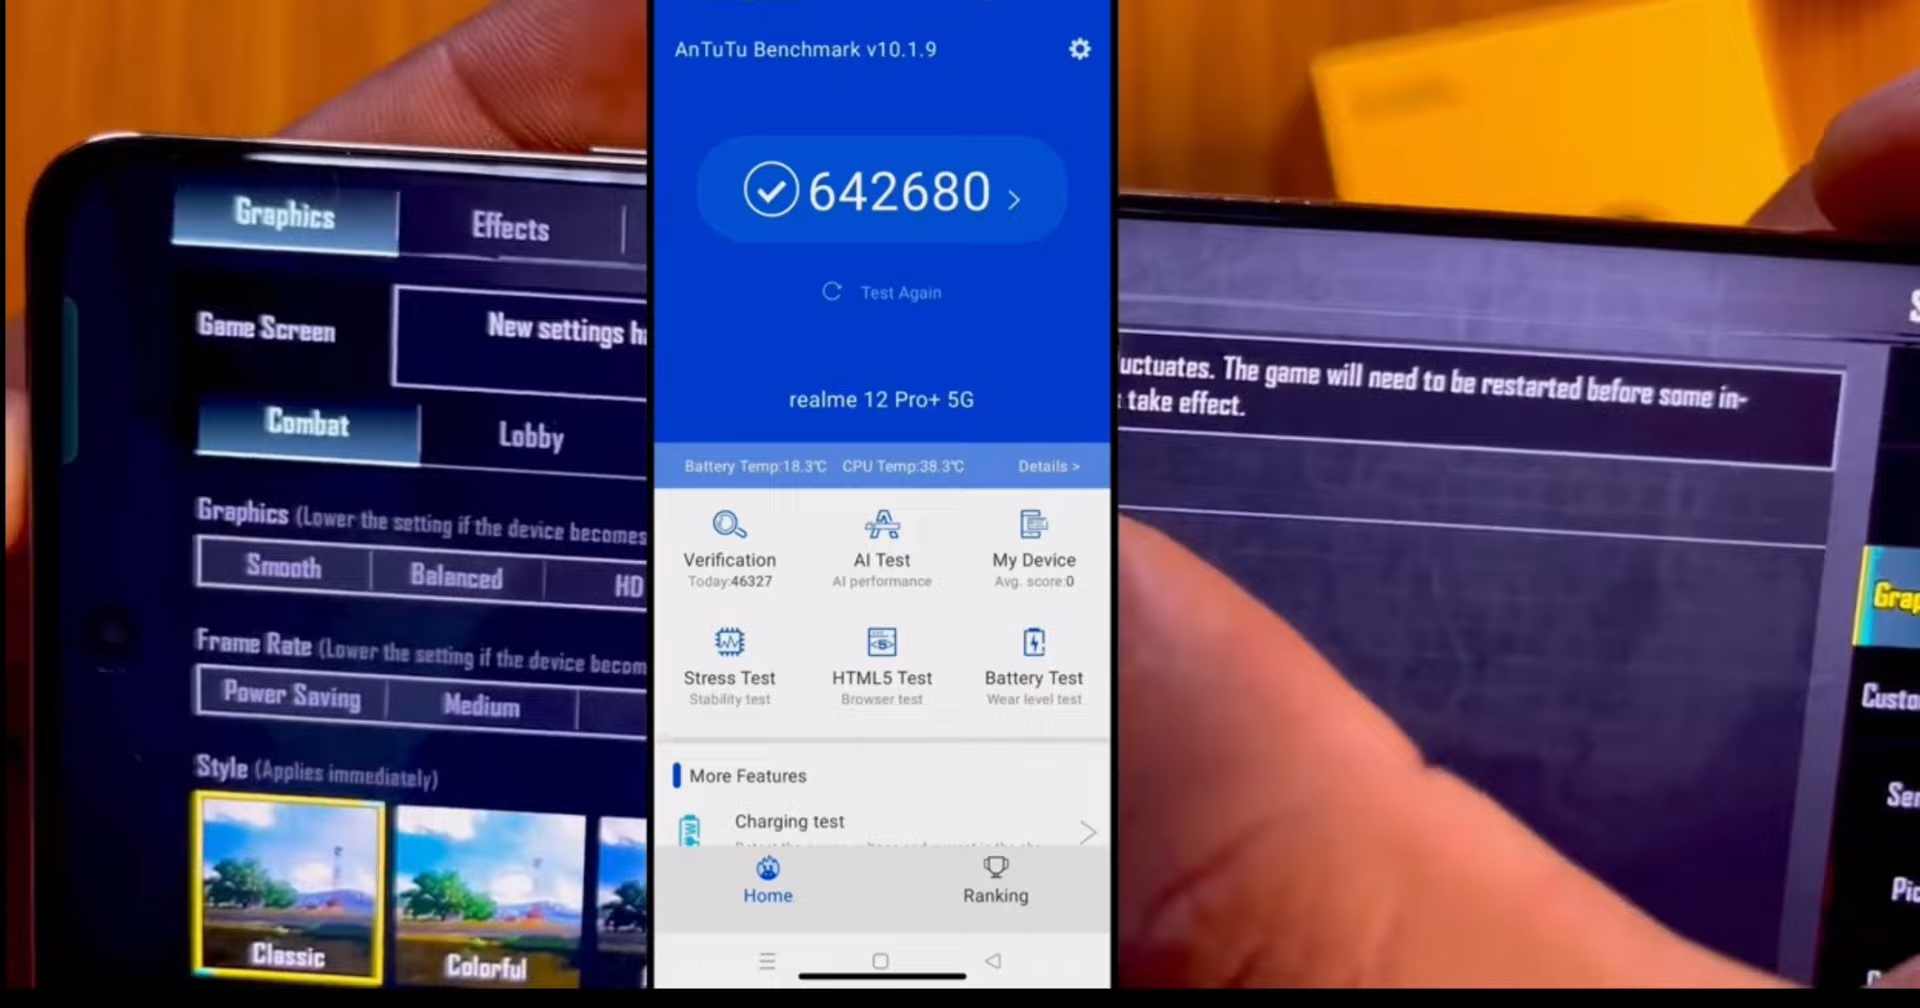 Graphics
Effects
Game Screen
New settings
Combat
Lobby
Graphics (Lower the setting if the device becomes
Smooth
Balanced
HD
Frame Rate (Lower the setting if the device becom
Power Saving
Medium
Style (Applies immediately)
Classic
Colorful
AnTuTu Benchmark v10.1.9
642680 >
Test Again
realme 12 Pro+ 5G
Battery Temp:18.3℃ CPU Temp:38.3℃ Details >
Verification
Today:46327
AI Test
AI performance
My Device
Avg. score:0
Stress Test
Stability test
HTML5 Test
Browser test
Battery Test
Wear level test
More Features
Charging test
Home
Ranking
uctuates. The game will need to be restarted before some in-
take effect.
Grap
Custo
Ser
Pic